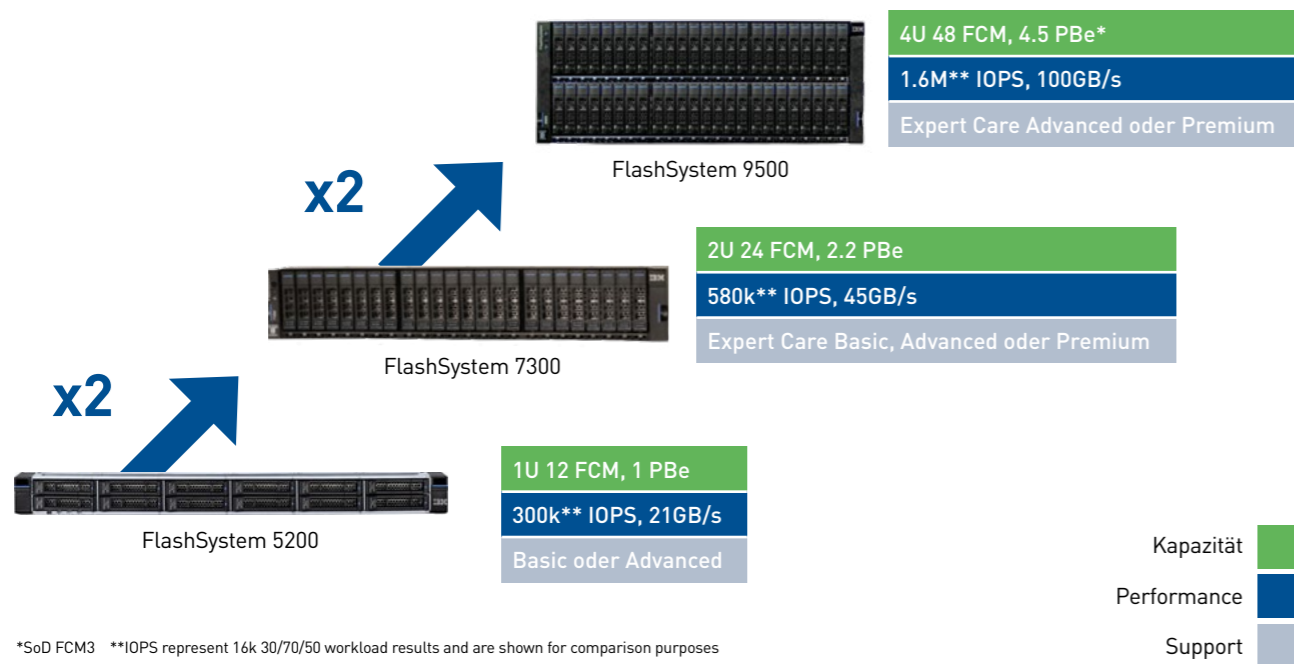 4U 48 FCM, 4.5 PBe*
1.6M** IOPS, 100GB/s
Expert Care Advanced oder Premium
FlashSystem 9500
x2
2U 24 FCM, 2.2 PBe
580k** IOPS, 45GB/s
Expert Care Basic, Advanced oder Premium
FlashSystem 7300
x2
1U 12 FCM, 1 PBe
300k** IOPS, 21GB/s
Basic oder Advanced
FlashSystem 5200
Kapazität
Performance
Support
*SoD FCM3 **IOPS represent 16k 30/70/50 workload results and are shown for comparison purposes